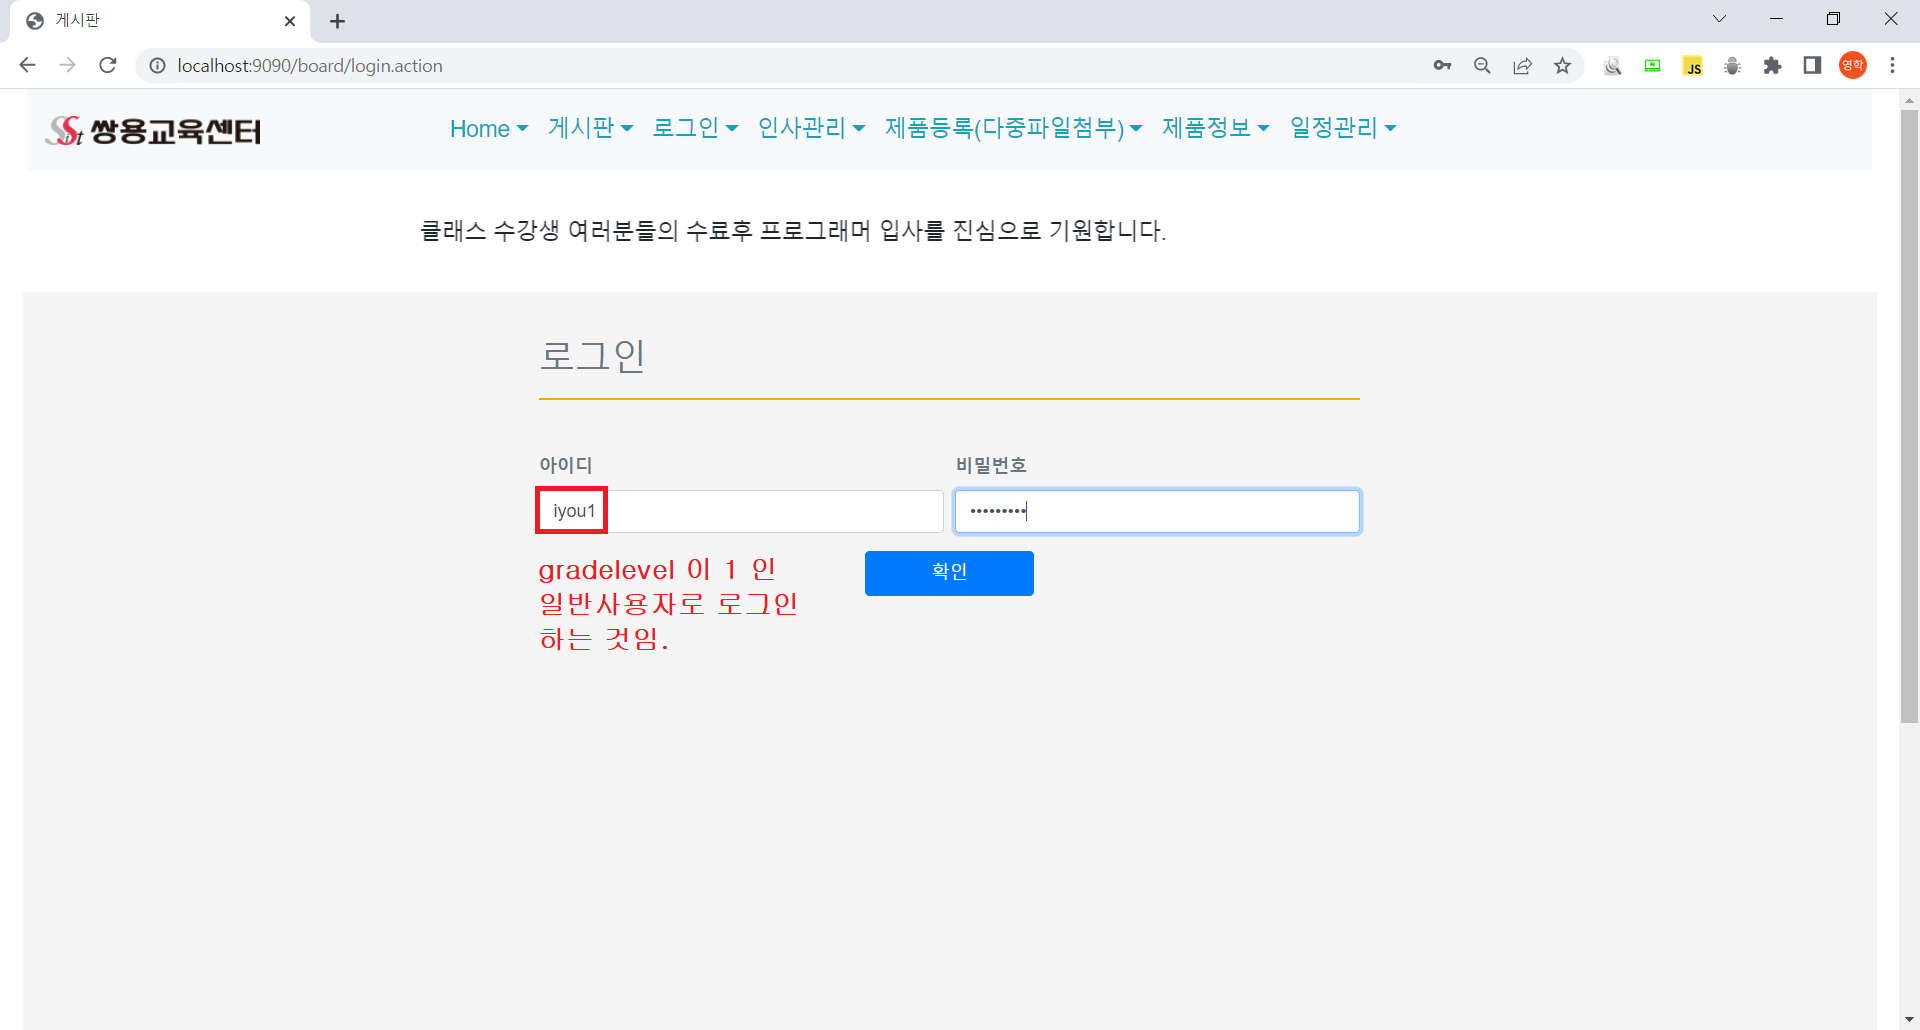 게시판
localhost:9090/board/login.action
JS
영학
SSit 쌍용교육센터
Home 게시판 로그인 인사관리 제품등록(다중파일첨부) 제품정보 일정관리
클래스 수강생 여러분들의 수료후 프로그래머 입사를 진심으로 기원합니다.
로그인
아이디 비밀번호
iyou1 •••••••••
gradelevel 이 1 인
일반사용자로 로그인
하는 것임.
확인